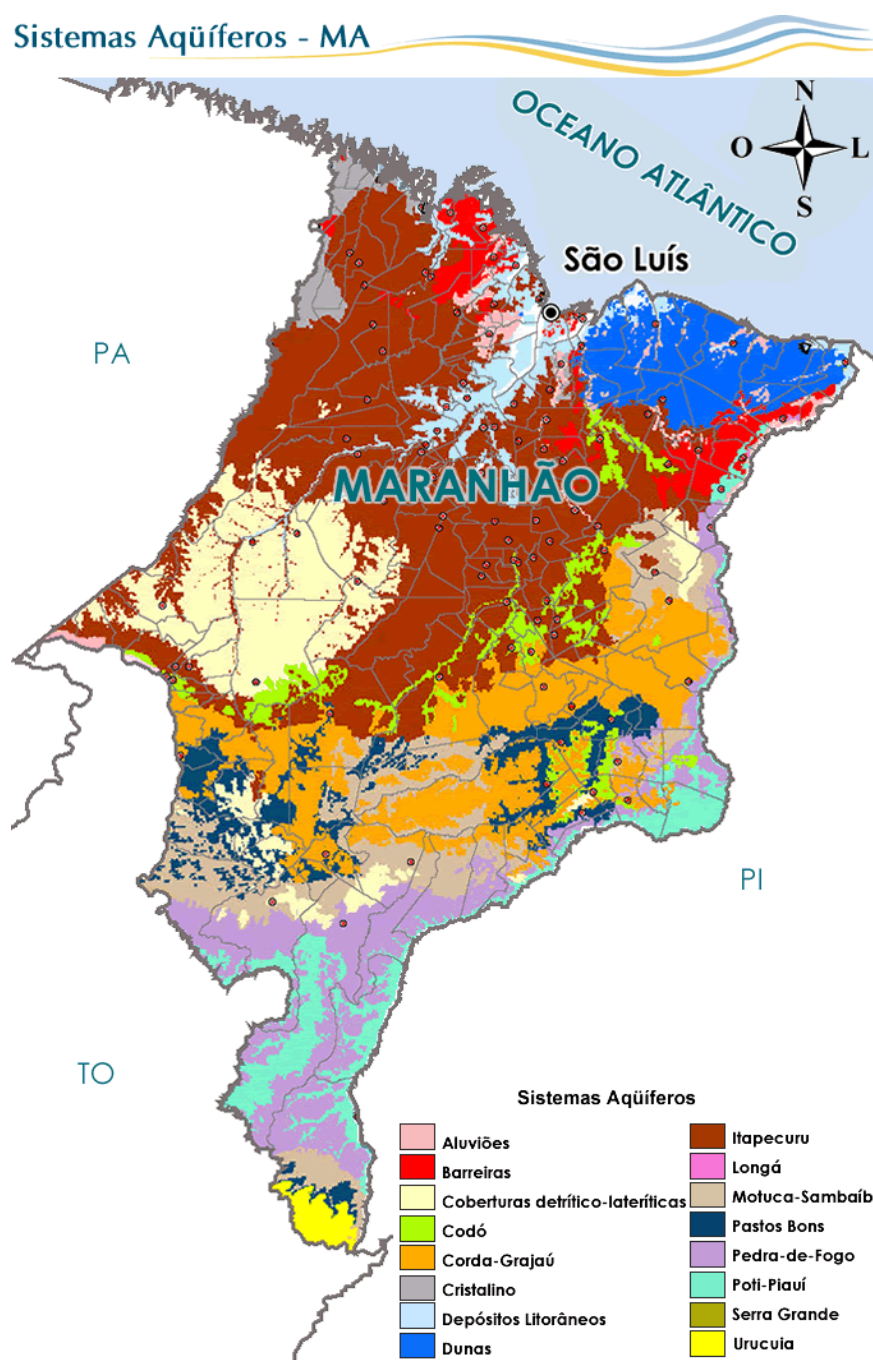 Sistemas Aqüíferos - MA
OCEANO ATLÂNTICO
N
O
L
S
São Luís
PA
MARANHÃO
PI
TO
Sistemas Aqüíferos
Aluviões
Barreiras
Coberturas detrítico-lateríticas
Codó
Corda-Grajaú
Cristalino
Depósitos Litorâneos
Dunas
Itapecuru
Longá
Motuca-Sambaíb
Pastos Bons
Pedra-de-Fogo
Poti-Piauí
Serra Grande
Urucuia